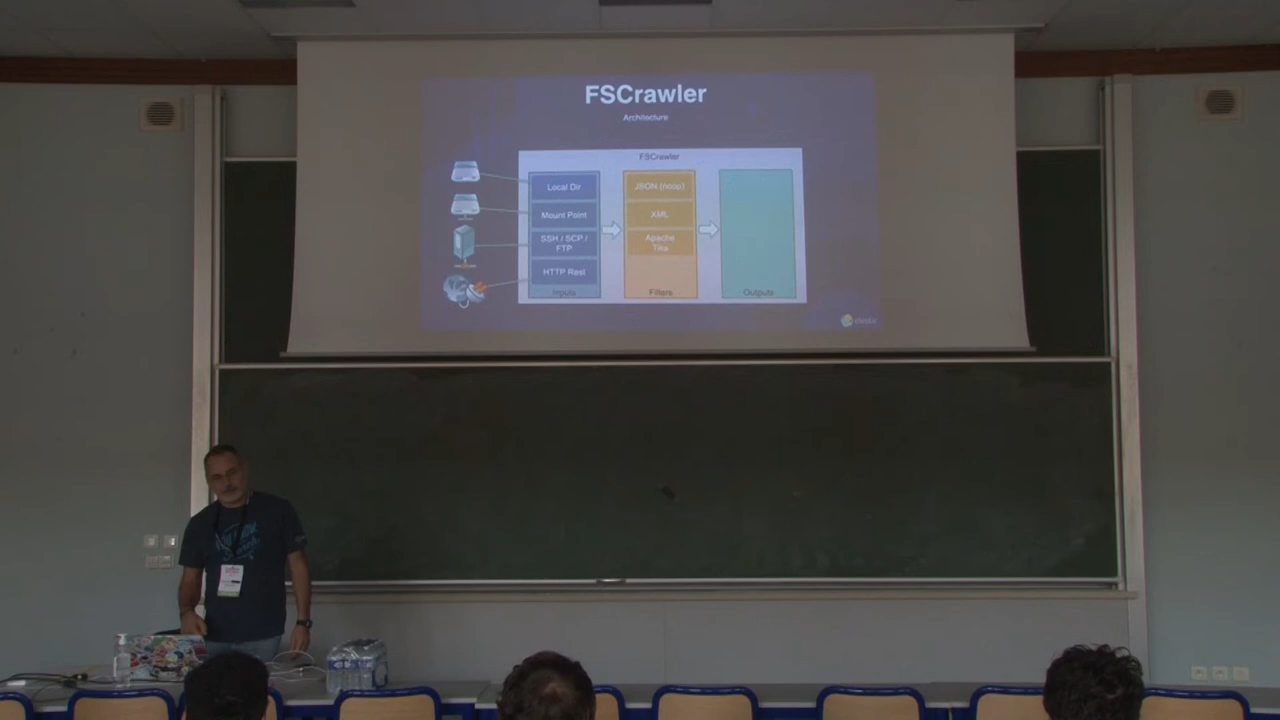 FSCrawler
Architecture
FSCrawler
Local Dir
Mount Point
SSH / SCP /
FTP
HTTP Rest
Inputs
JSON (noop)
XML
Apache
Tika
Filters
Outputs
elastic